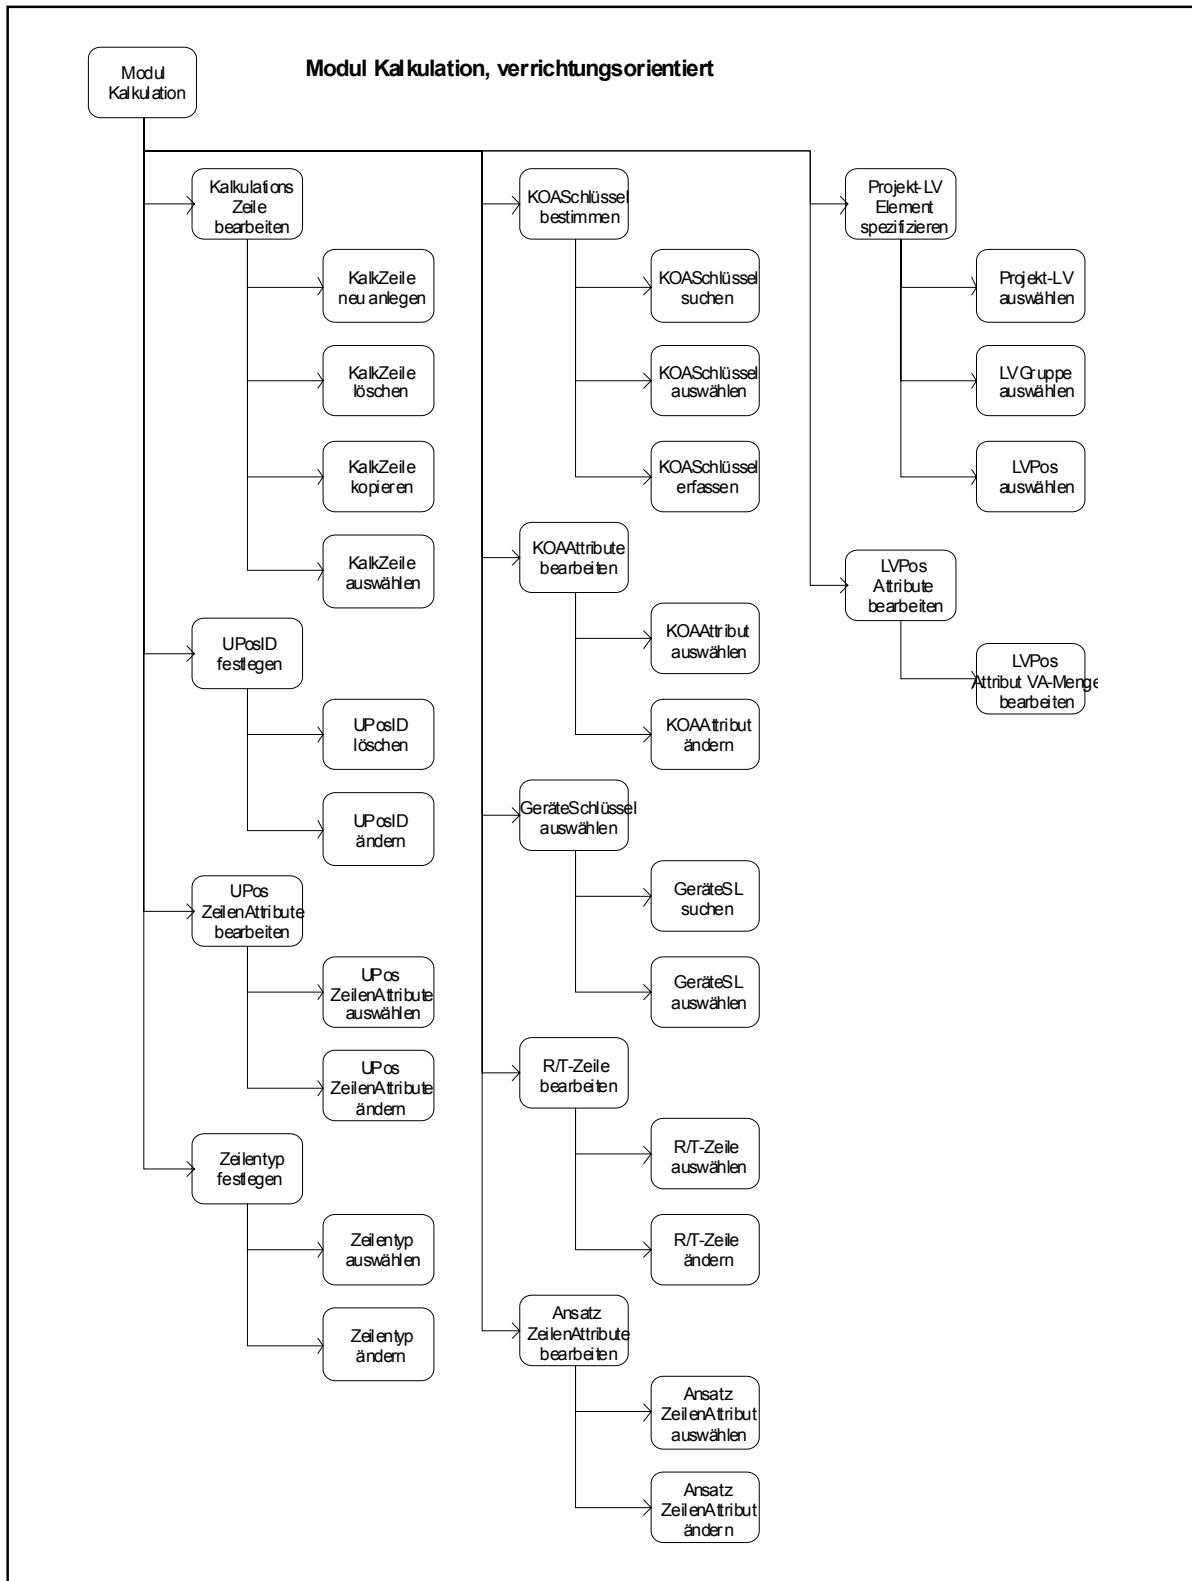 Modul Kalkulation, verrichtungsorientiert
Modul
Kalkulation
Kalkulations
Zeile
bearbeiten
KalkZeile
neu anlegen
KalkZeile
löschen
KalkZeile
kopieren
KalkZeile
auswählen
UPosID
festlegen
UPosID
löschen
UPosID
ändern
UPos
ZeilenAttribute
bearbeiten
UPos
ZeilenAttribute
auswählen
UPos
ZeilenAttribute
ändern
Zeilentyp
festlegen
Zeilentyp
auswählen
Zeilentyp
ändern
KOASchlüssel
bestimmen
KOASchlüssel
suchen
KOASchlüssel
auswählen
KOASchlüssel
erfassen
KOAAttribute
bearbeiten
KOAAttribut
auswählen
KOAAttribut
ändern
GeräteSchlüssel
auswählen
GeräteSL
suchen
GeräteSL
auswählen
R/T-Zeile
bearbeiten
R/T-Zeile
auswählen
R/T-Zeile
ändern
Ansatz
ZeilenAttribute
bearbeiten
Ansatz
ZeilenAttribut
auswählen
Ansatz
ZeilenAttribut
ändern
Projekt-LV
Element
spezifizieren
Projekt-LV
auswählen
LVGruppe
auswählen
LVPos
auswählen
LVPos
Attribute
bearbeiten
LVPos
Attribut VA-Menge
bearbeiten